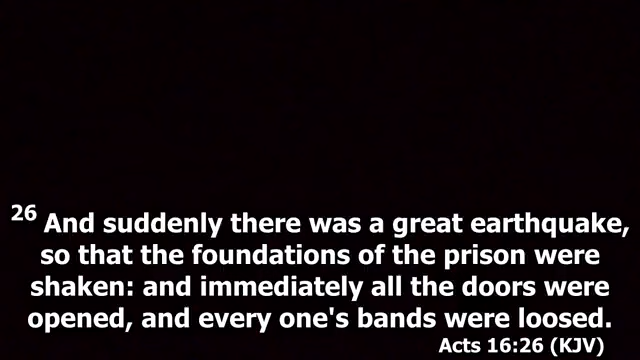 26 And suddenly there was a great earthquake,
so that the foundations of the prison were
shaken: and immediately all the doors were
opened, and every one's bands were loosed.
Acts 16:26 (KJV)